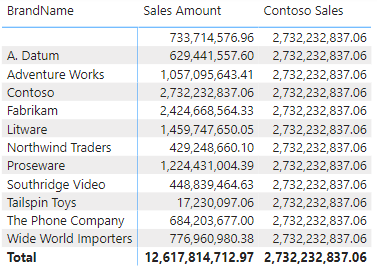 BrandName Sales Amount Contoso Sales
733,714,576.96 2,732,232,837.06
A. Datum 629,441,557.60 2,732,232,837.06
Adventure Works 1,057,095,643.41 2,732,232,837.06
Contoso 2,732,232,837.06 2,732,232,837.06
Fabrikam 2,424,668,564.33 2,732,232,837.06
Litware 1,459,747,650.05 2,732,232,837.06
Northwind Traders 429,248,660.10 2,732,232,837.06
Proseware 1,224,431,004.39 2,732,232,837.06
Southridge Video 448,839,464.63 2,732,232,837.06
Tailspin Toys 17,230,097.06 2,732,232,837.06
The Phone Company 684,203,677.00 2,732,232,837.06
Wide World Importers 776,960,980.38 2,732,232,837.06
Total 12,617,814,712.97 2,732,232,837.06